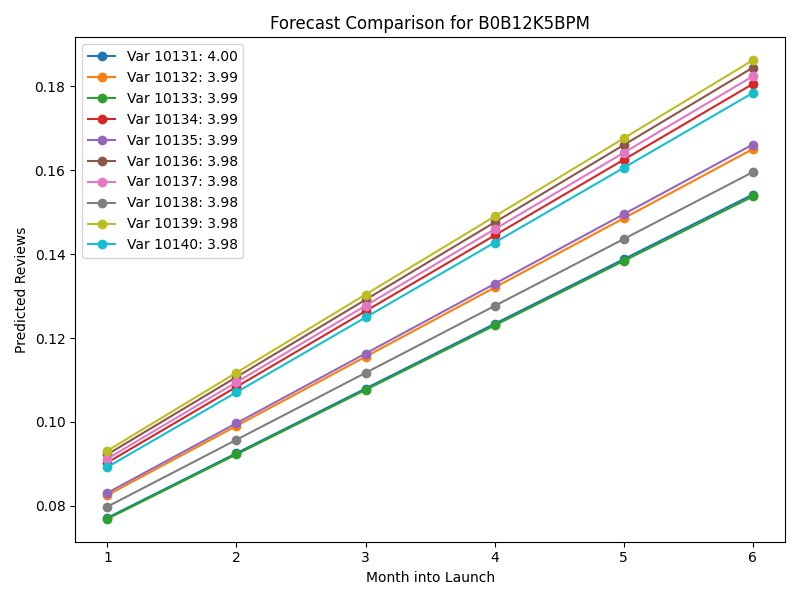 Forecast Comparison for B0B12K5BPM
Var 10131: 4.00
Var 10132: 3.99
Var 10133: 3.99
Var 10134: 3.99
Var 10135: 3.99
Var 10136: 3.98
Var 10137: 3.98
Var 10138: 3.98
Var 10139: 3.98
Var 10140: 3.98
Predicted Reviews
0.18
0.16
0.14
0.12
0.10
0.08
1 2 3 4 5 6
Month into Launch